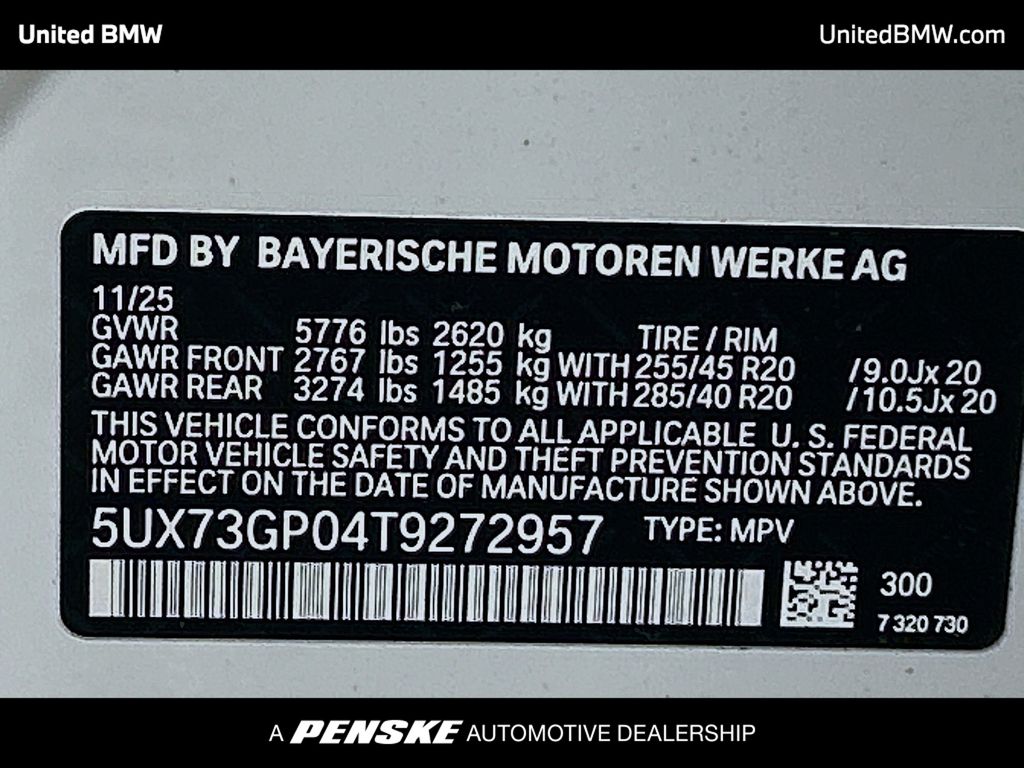 United BMW
UnitedBMW.com
MFD BY BAYERISCHE MOTOREN WERKE AG
11/25
GVWR 5776 lbs 2620 kg TIRE / RIM
GAWR FRONT 2767 lbs 1255 kg WITH 255/45 R20 /9.0Jx 20
GAWR REAR 3274 lbs 1485 kg WITH 285/40 R20 /10.5Jx 20
THIS VEHICLE CONFORMS TO ALL APPLICABLE U. S. FEDERAL
MOTOR VEHICLE SAFETY AND THEFT PREVENTION STANDARDS
IN EFFECT ON THE DATE OF MANUFACTURE SHOWN ABOVE.
5UX73GP04T9272957 TYPE: MPV
300
7 320 730
A PENSKE AUTOMOTIVE DEALERSHIP